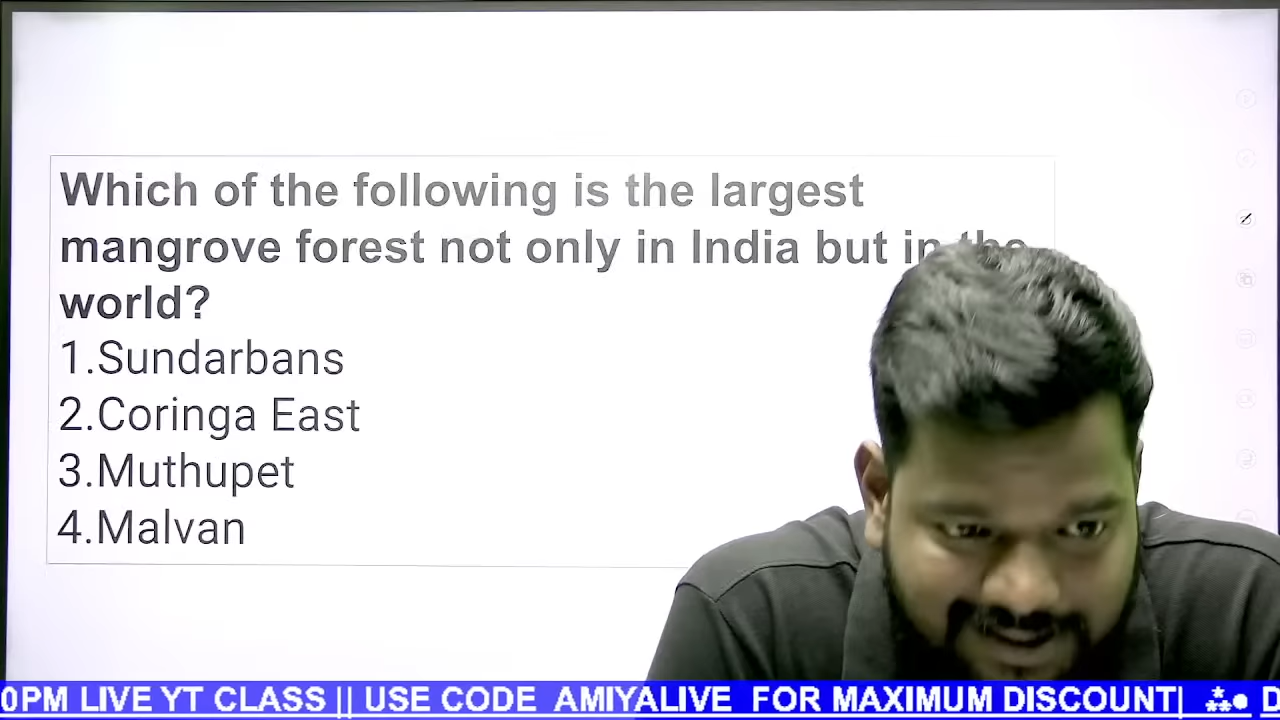 Which of the following is the largest
mangrove forest not only in India but in the
world?
1.Sundarbans
2.Coringa East
3.Muthupet
4.Malvan
0PM LIVE YT CLASS || USE CODE AMIYALIVE FOR MAXIMUM DISCOUNT| D